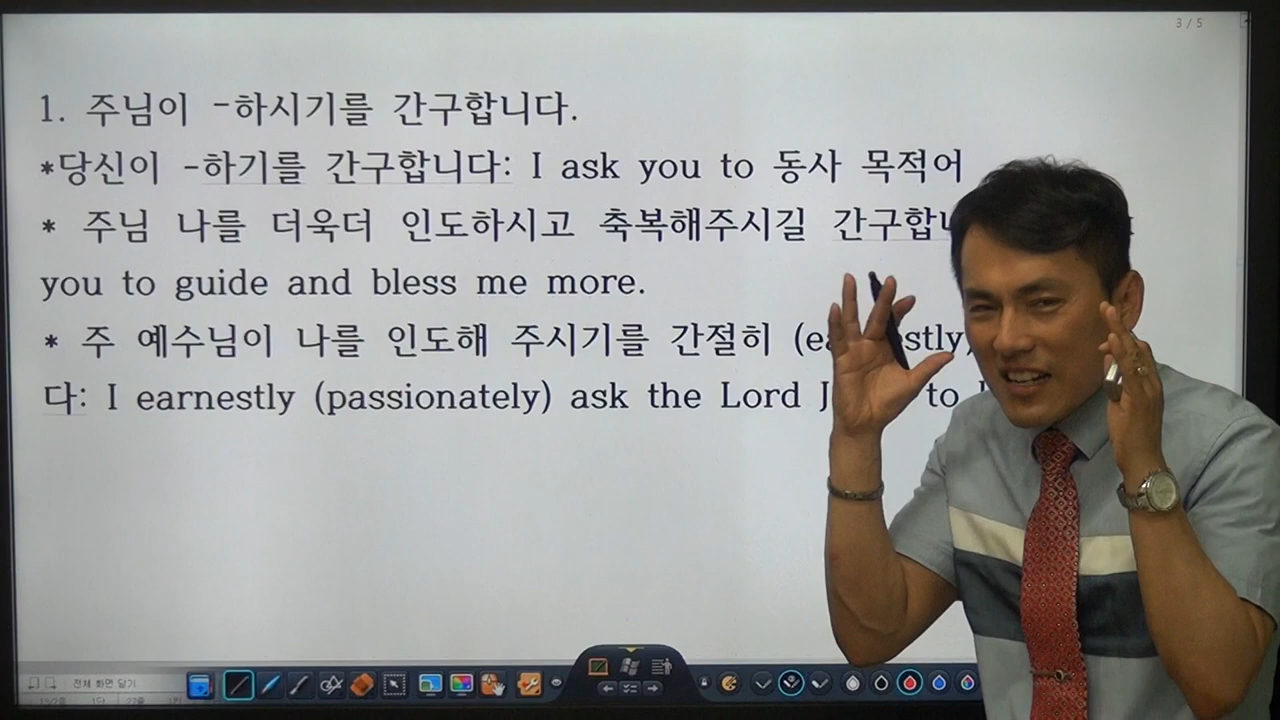 3 / 5
1. 주님이 -하시기를 간구합니다.
*당신이 -하기를 간구합니다: I ask you to 동사 목적어
* 주님 나를 더욱더 인도하시고 축복해주시길
you to guide and bless me more.
* 주 예수님이 나를 인도해 주시기를 간절히
다: I earnestly (passionately) ask the Lord to
전체 화면 닫기